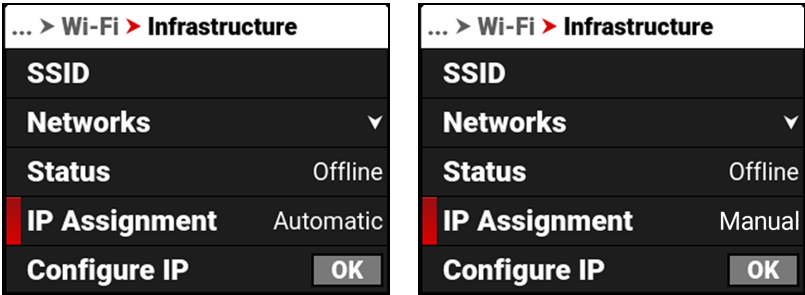 ... > Wi-Fi > Infrastructure
SSID
Networks
Status Offline
IP Assignment Automatic
Configure IP OK
... > Wi-Fi > Infrastructure
SSID
Networks
Status Offline
IP Assignment Manual
Configure IP OK